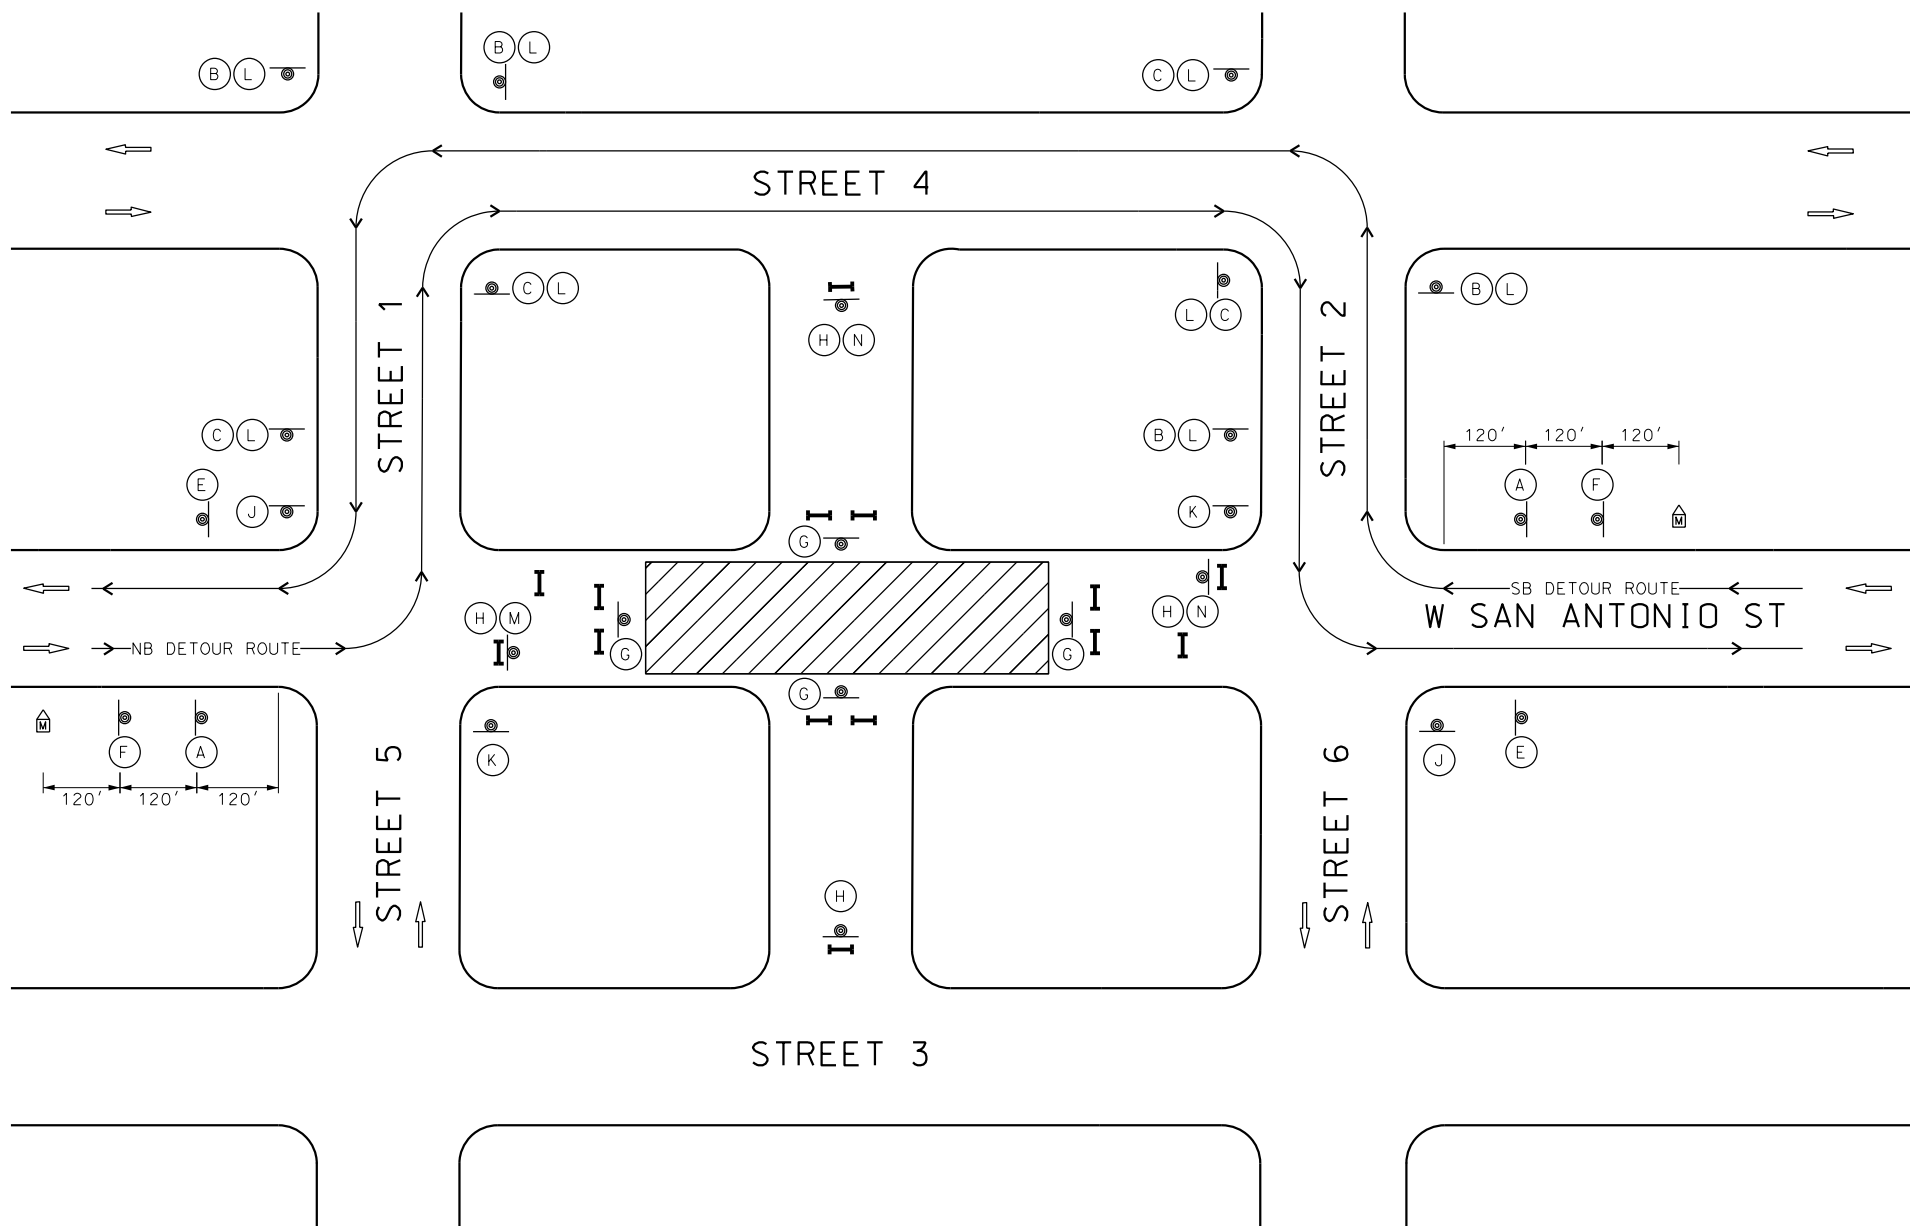 B L
B L
C L
STREET 4
C L
L C
B L
STREET 1
STREET 2
H N
C L
B L
120' 120' 120'
E
J
K
A F
G
M
NB DETOUR ROUTE
SB DETOUR ROUTE
W SAN ANTONIO ST
H M
G
G
H N
G
M
F A
120' 120' 120'
K
J
E
STREET 5
STREET 6
H
STREET 3